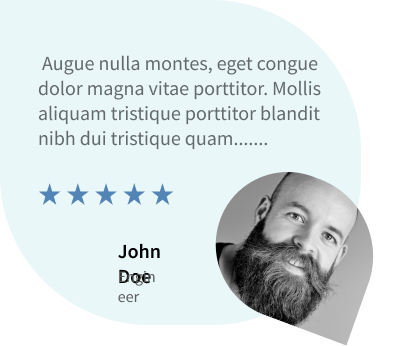 Augue nulla montes, eget congue
dolor magna vitae porttitor. Mollis
aliquam tristique porttitor blandit
nibh dui tristique quam.......
John
Doe
Engin
eer